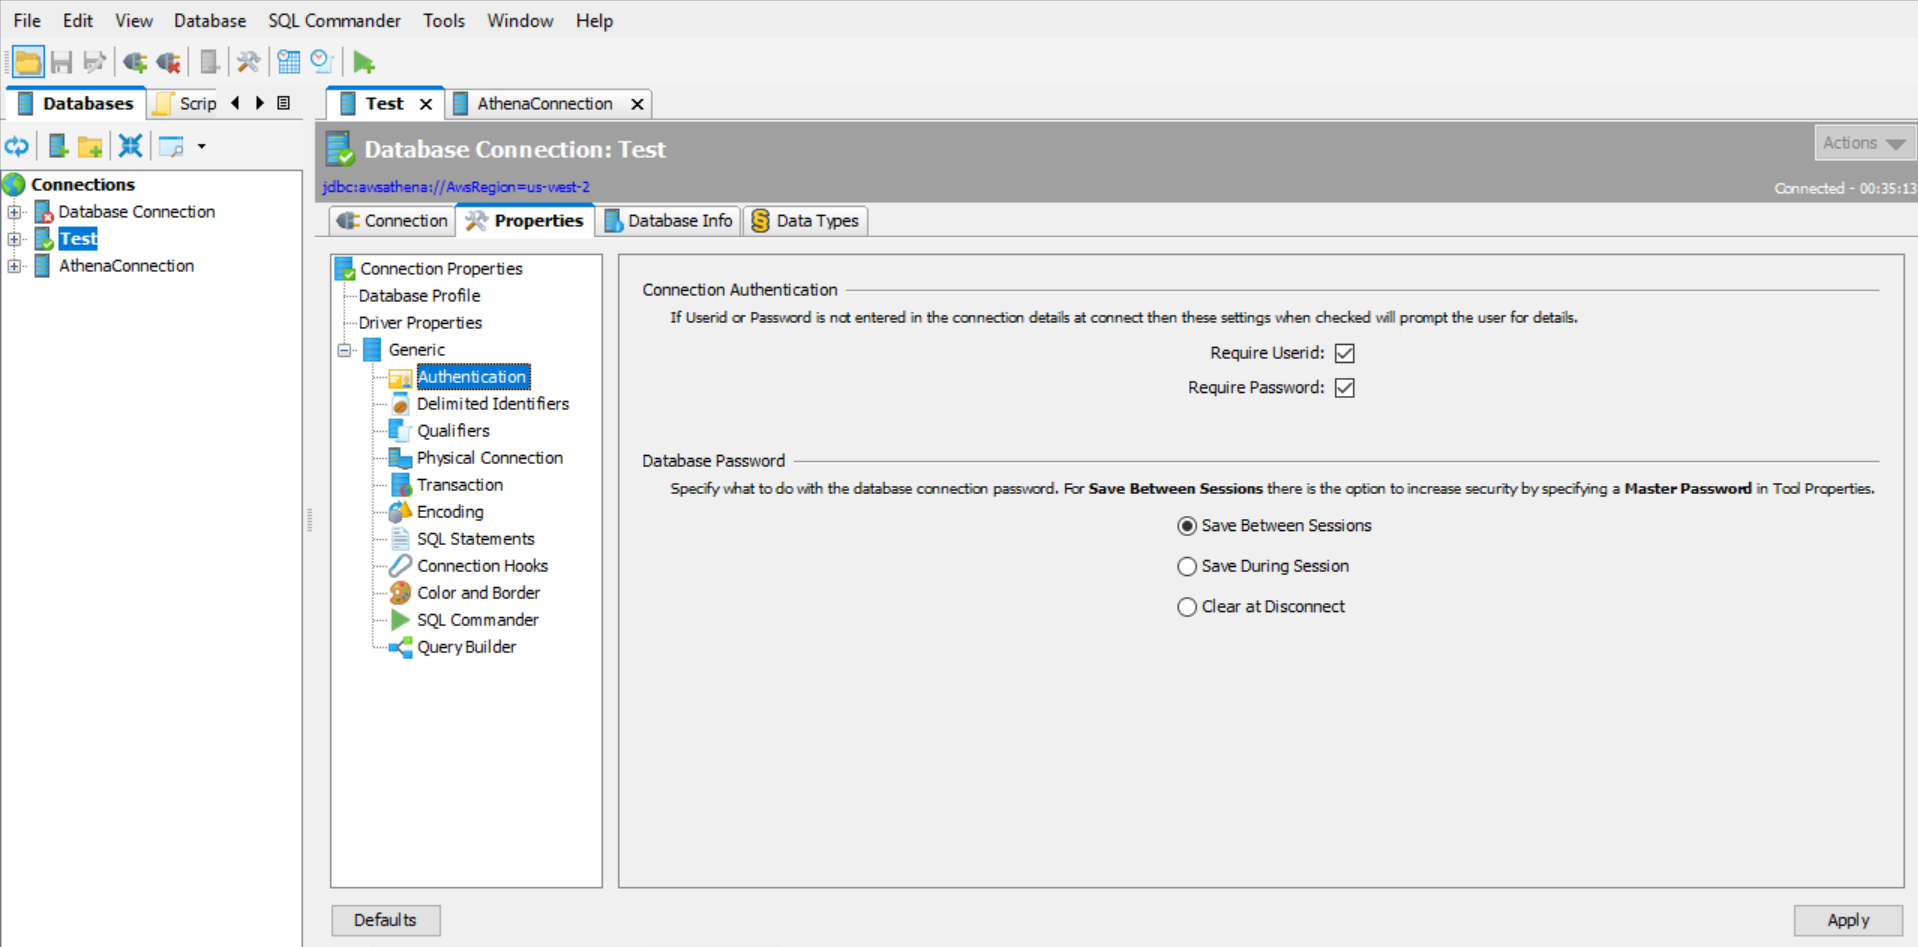 File Edit View Database SQL Commander Tools Window Help
Databases Scrip
Test AthenaConnection
Database Connection: Test
Actions
jdbc:awsathena://AwsRegion=us-west-2
Connected - 00:35:13
Connections
Database Connection
Test
AthenaConnection
Connection Properties Database Info Data Types
Connection Properties
Database Profile
Driver Properties
Generic
Authentication
Delimited Identifiers
Qualifiers
Physical Connection
Transaction
Encoding
SQL Statements
Connection Hooks
Color and Border
SQL Commander
Query Builder
Connection Authentication
If Userid or Password is not entered in the connection details at connect then these settings when checked will prompt the user for details.
Require Userid:
Require Password:
Database Password
Specify what to do with the database connection password. For Save Between Sessions there is the option to increase security by specifying a Master Password in Tool Properties.
Save Between Sessions
Save During Session
Clear at Disconnect
Defaults
Apply